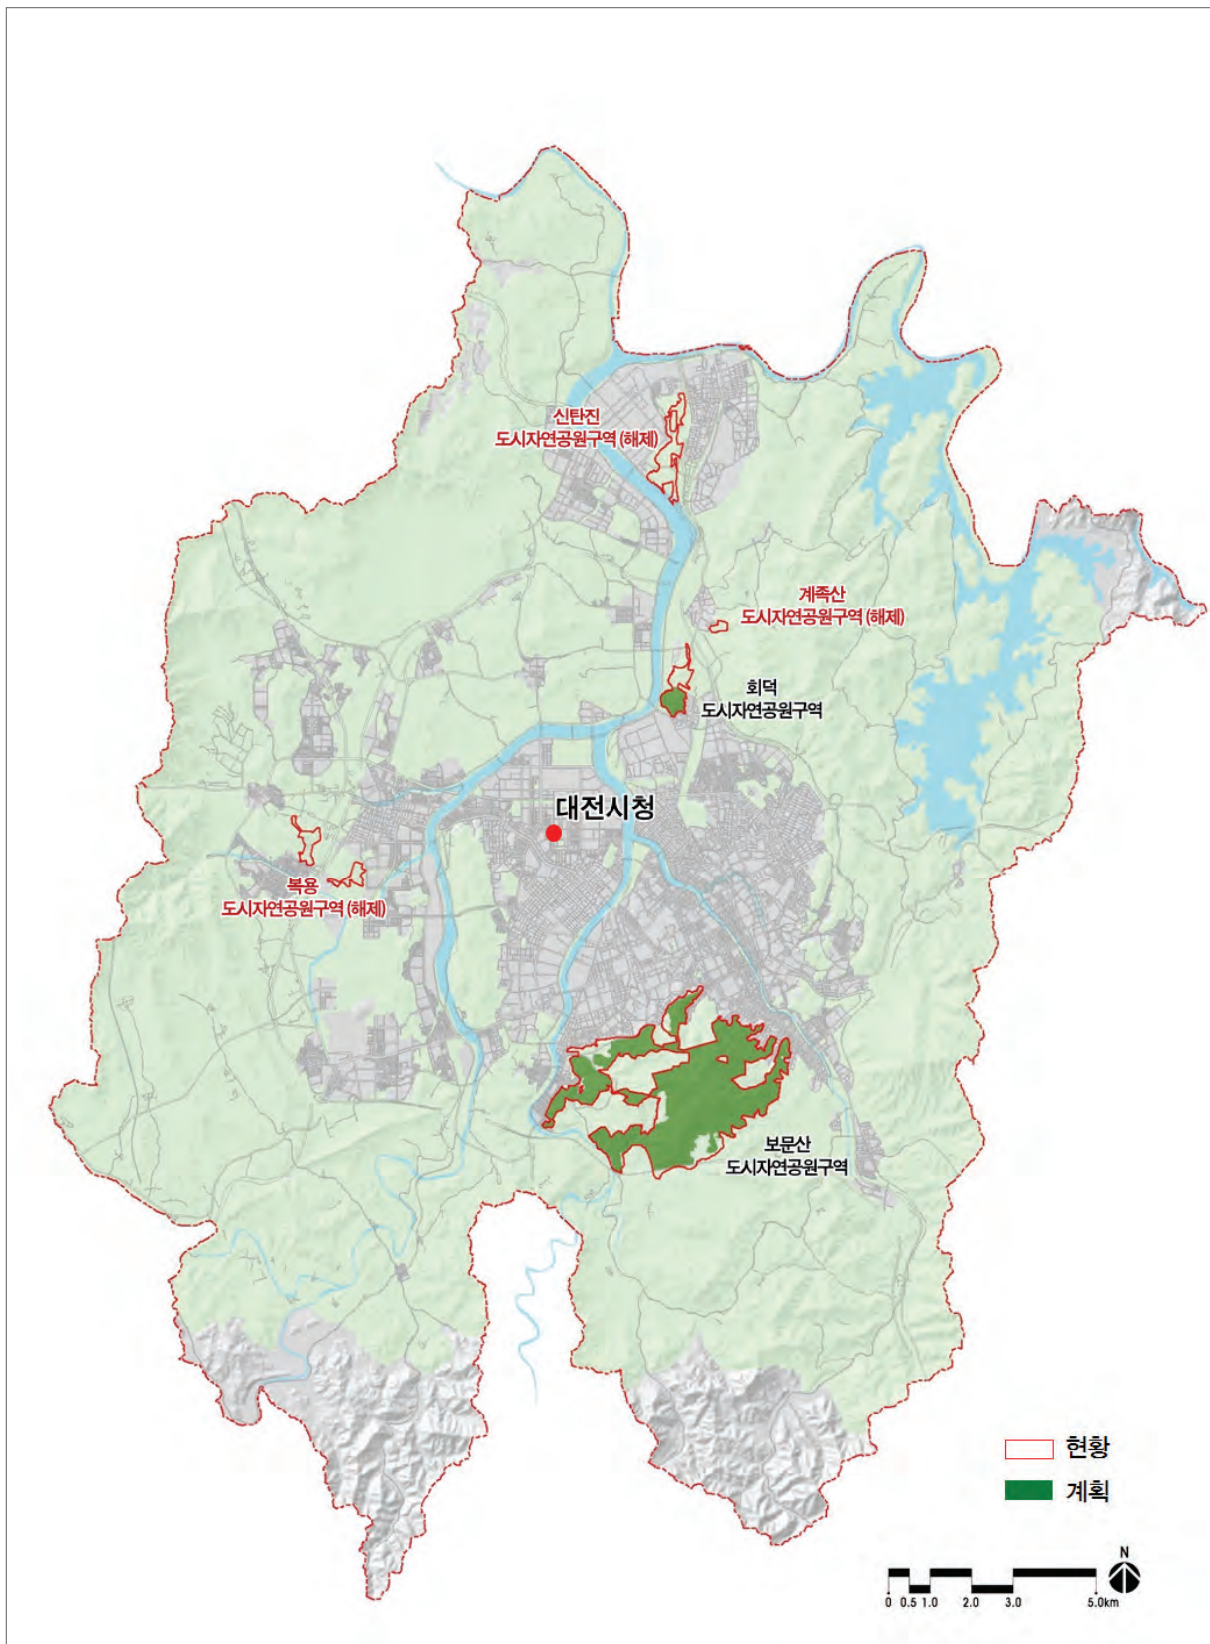 신탄진
도시자연공원구역 (해제)
계족산
도시자연공원구역 (해제)
회덕
도시자연공원구역
대전시청
복용
도시자연공원구역 (해제)
보문산
도시자연공원구역
현황
계획
N
0 0.5 1.0 2.0 3.0 5.0km